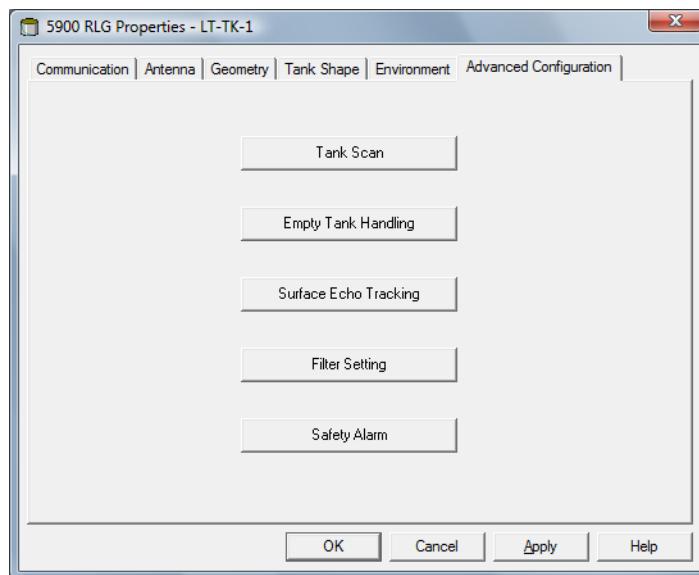 5900 RLG Properties - LT-TK-1
Communication Antenna Geometry Tank Shape Environment Advanced Configuration
Tank Scan
Empty Tank Handling
Surface Echo Tracking
Filter Setting
Safety Alarm
OK Cancel Apply Help